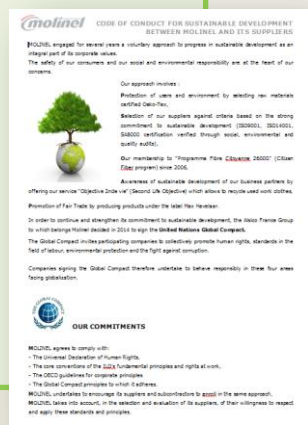 molinel CODE OF CONDUCT FOR SUSTAINABLE DEVELOPMENT
BETWEEN MOLINEL AND ITS SUPPLIERS
MOLINEL engaged for several years a voluntary approach to progress in sustainable development as an
integral part of its corporate values.
The safety of our consumers and our social and environmental responsibility are at the heart of our
concerns.
Our approach involves :
Protection of users and environment by selecting raw materials
certified Oeko-Tex,
Selection of our suppliers against criteria based on the strong
commitment to sustainable development (ISO9001, ISO14001,
SA8000 certification verified through social, environmental and
quality audits).
Our membership to "Programme Fibre Citoyenne 26000" (Citizen
Fiber program) since 2006.
Awareness of sustainable development of our business partners by
offering our service "Objective 2nde vie" (Second Life Objective) which allows to recycle used work clothes.
Promotion of Fair Trade by producing products under the label Max Havelaar.
In order to continue and strengthen its commitment to sustainable development, the Alsico France Group
to which belongs Molinel decided in 2014 to sign the United Nations Global Compact.
The Global Compact invites participating companies to collectively promote human rights, standards in the
field of labour, environmental protection and the fight against corruption.
Companies signing the Global Compact therefore undertake to behave responsibly in these four areas
facing globalisation.
OUR COMMITMENTS
MOLINEL agrees to comply with:
- The Universal Declaration of Human Rights.
- The core conventions of the ILO's fundamental principles and rights at work.
- The OECD guidelines for corporate principles
- The Global Compact principles to which it adheres.
MOLINEL undertakes to encourage its suppliers and subcontractors to enroll in the same approach.
MOLINEL takes into account, in the selection and evaluation of its suppliers, of their willingness to respect
and apply these standards and principles.